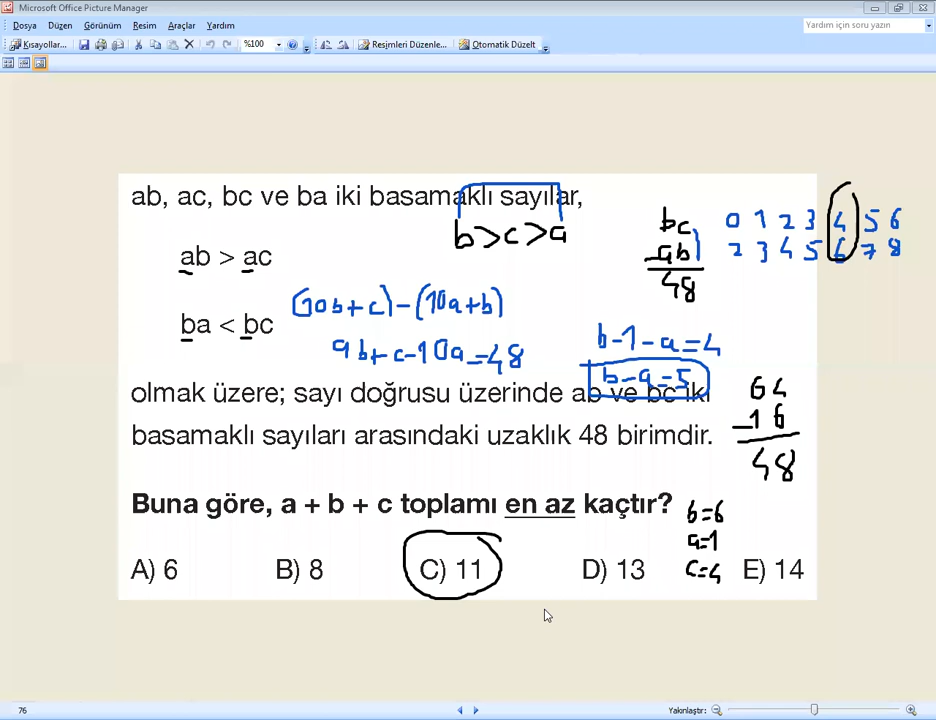 Microsoft Office Picture Manager
Dosya Düzen Görünüm Resim Araçlar Yardım
Yardım için soru yazın
Kısayollar... %100 Resimleri Düzenle... Otomatik Düzelt
ab, ac, bc ve ba iki basamaklı sayılar,
b>c>a
ab > ac
ba < bc
(10b+c)-(10a+b)
9b+c-10a=48
bc
-ab
48
0 1 2 3 4 5 6
2 3 4 5 6 7 8
b-1-a=4
b-a=5
olmak üzere; sayı doğrusu üzerinde ab ve bc iki
basamaklı sayıları arasındaki uzaklık 48 birimdir.
64
-16
48
Buna göre, a + b + c toplamı en az kaçtır?
b=6
a=1
c=4
A) 6 B) 8 C) 11 D) 13 E) 14
76
Yakınlaştır: